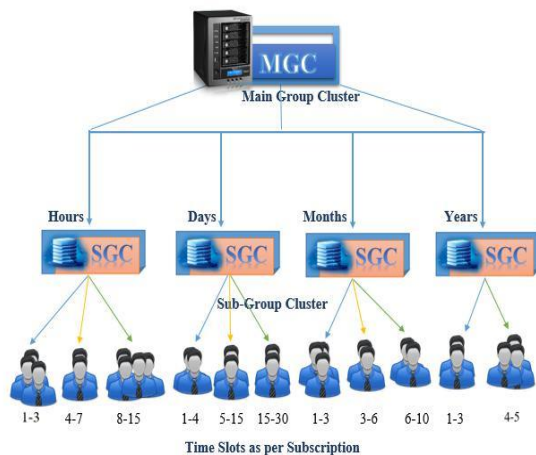 MGC
Main Group Cluster
Hours Days Months Years
SGC SGC SGC SGC
Sub-Group Cluster
1-3 4-7 8-15 1-4 5-15 15-30 1-3 3-6 6-10 1-3 4-5
Time Slots as per Subscription